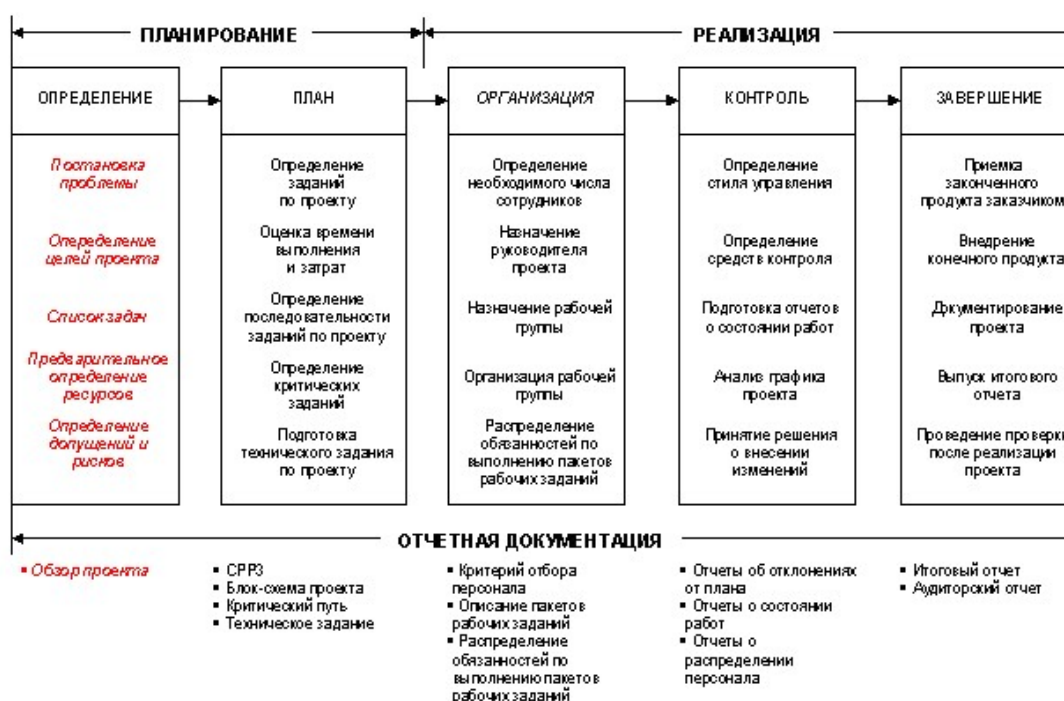 ПЛАНИРОВАНИЕ
РЕАЛИЗАЦИЯ
ОПРЕДЕЛЕНИЕ
ПЛАН
ОРГАНИЗАЦИЯ
КОНТРОЛЬ
ЗАВЕРШЕНИЕ
Постановка
проблемы
Опеределение
целей проекта
Список задач
Предварительное
определение
ресурсов
Определение
допущений и
рисков
Определение
заданий
по проекту
Оценка времени
выполнения
и затрат
Определение
последовательности
заданий по проекту
Определение
критических
заданий
Подготовка
технического задания
по проекту
Определение
необходимого числа
сотрудников
Назначение
руководителя
проекта
Назначение рабочей
группы
Организация рабочей
группы
Распределение
обязанностей по
выполнению пакетов
рабочих заданий
Определение
стиля управления
Определение
средств контроля
Подготовка отчетов
о состоянии работ
Анализ графика
проекта
Принятие решения
о внесении
изменений
Приемка
законченного
продукта заказчиком
Внедрение
конечного продукта
Документирование
проекта
Выпуск итогового
отчета
Проведение проверки
после реализации
проекта
ОТЧЕТНАЯ ДОКУМЕНТАЦИЯ
▪ Обзор проекта
▪ СРРЗ
▪ Блок-схема проекта
▪ Критический путь
▪ Техническое задание
▪ Критерий отбора
персонала
▪ Описание пакетов
рабочих заданий
▪ Распределение
обязанностей по
выполнению пакетов
рабочих заданий
▪ Отчеты об отклонениях
от плана
▪ Отчеты о состоянии
работ
▪ Отчеты о
распределении
персонала
▪ Итоговый отчет
▪ Аудиторский отчет